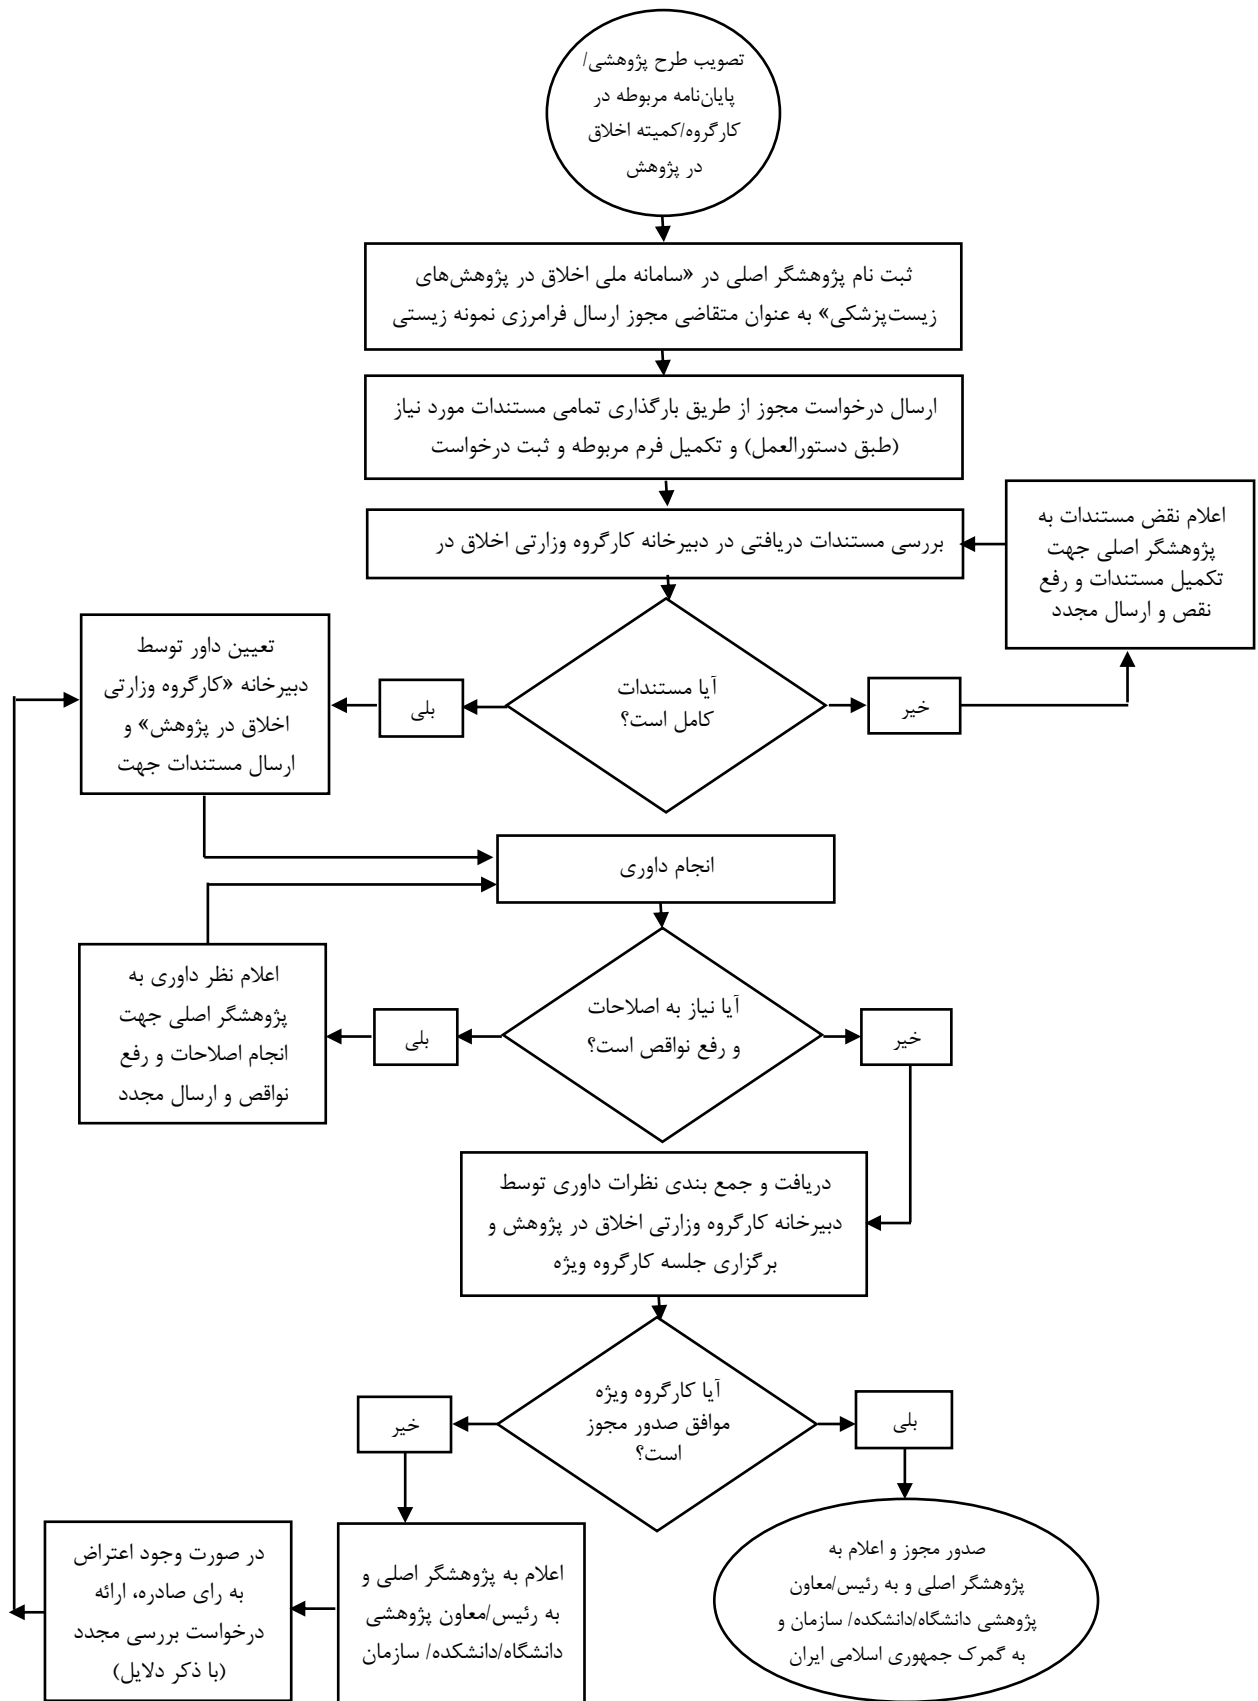 تصویب طرح پژوهشی/
پایان‌نامه مربوطه در
کارگروه/کمیته اخلاق
در پژوهش
ثبت نام پژوهشگر اصلی در «سامانه ملی اخلاق در پژوهش‌های
زیست‌پزشکی» به عنوان متقاضی مجوز ارسال فرامرزی نمونه زیستی
ارسال درخواست مجوز از طریق بارگذاری تمامی مستندات مورد نیاز
(طبق دستورالعمل) و تکمیل فرم مربوطه و ثبت درخواست
بررسی مستندات دریافتی در دبیرخانه کارگروه وزارتی اخلاق در
اعلام نقض مستندات به
پژوهشگر اصلی جهت
تکمیل مستندات و رفع
نقص و ارسال مجدد
آیا مستندات
کامل است؟
خیر
بلی
تعیین داور توسط
دبیرخانه «کارگروه وزارتی
اخلاق در پژوهش» و
ارسال مستندات جهت
انجام داوری
آیا نیاز به اصلاحات
و رفع نواقص است؟
خیر
بلی
اعلام نظر داوری به
پژوهشگر اصلی جهت
انجام اصلاحات و رفع
نواقص و ارسال مجدد
دریافت و جمع بندی نظرات داوری توسط
دبیرخانه کارگروه وزارتی اخلاق در پژوهش و
برگزاری جلسه کارگروه ویژه
آیا کارگروه ویژه
موافق صدور مجوز
است؟
بلی
خیر
صدور مجوز و اعلام به
پژوهشگر اصلی و به رئیس/معاون
پژوهشی دانشگاه/دانشکده/ سازمان و
به گمرک جمهوری اسلامی ایران
اعلام به پژوهشگر اصلی و
به رئیس/معاون پژوهشی
دانشگاه/دانشکده/ سازمان
در صورت وجود اعتراض
به رای صادره، ارائه
درخواست بررسی مجدد
(با ذکر دلایل)